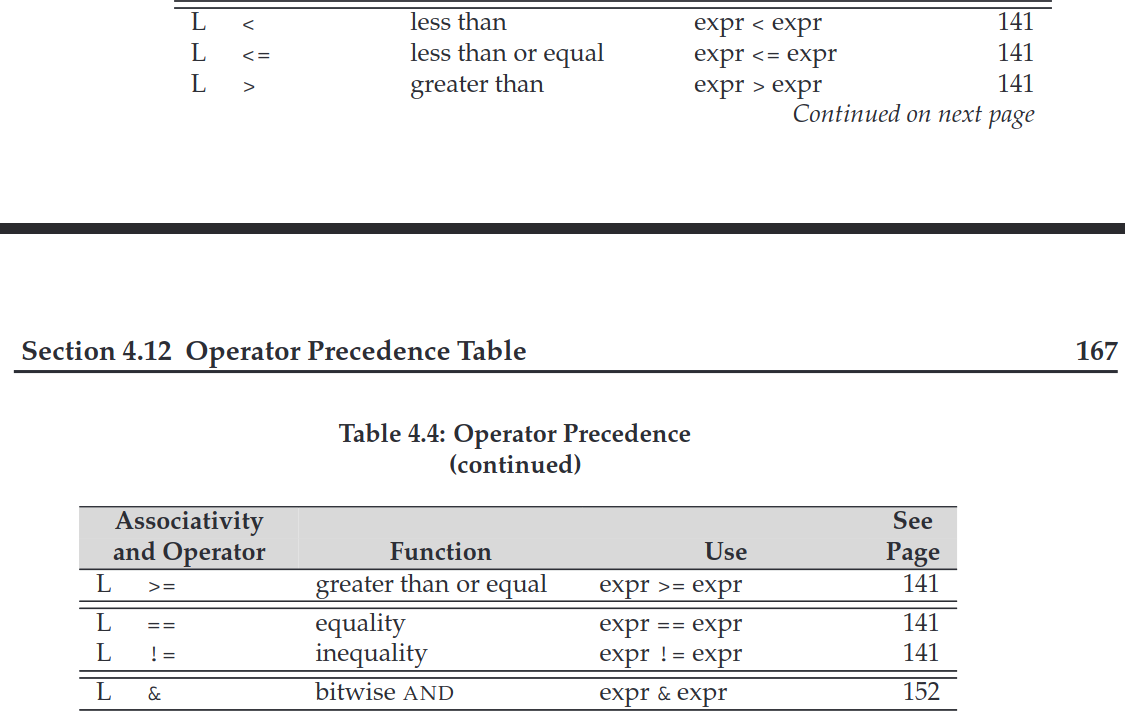 L < less than expr < expr 141
L <= less than or equal expr <= expr 141
L > greater than expr > expr 141
Continued on next page
Section 4.12 Operator Precedence Table 167
Table 4.4: Operator Precedence
(continued)
Associativity See
and Operator Function Use Page
L >= greater than or equal expr >= expr 141
L == equality expr == expr 141
L != inequality expr != expr 141
L & bitwise AND expr & expr 152